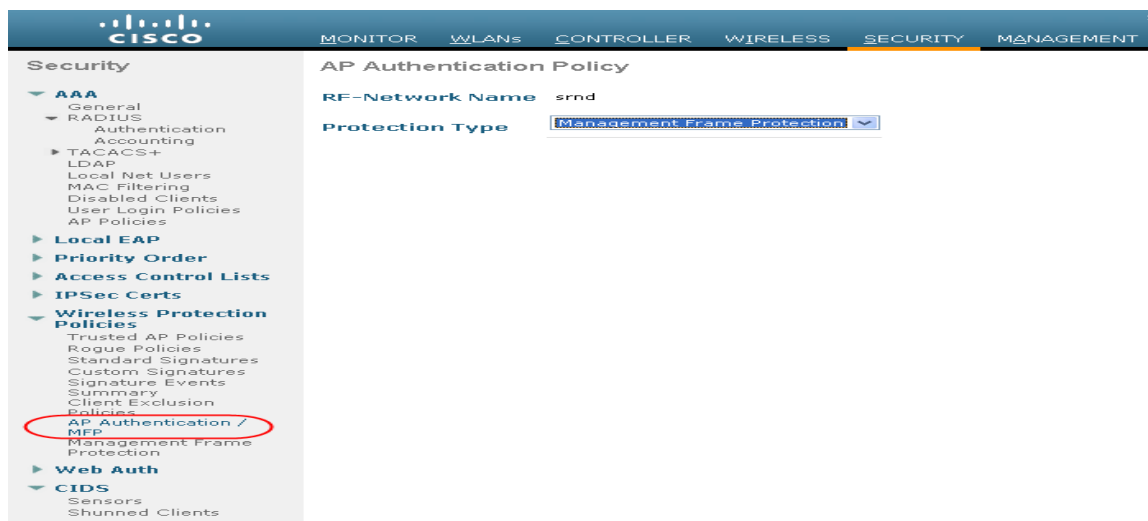 CISCO
MONITOR WLANs CONTROLLER WIRELESS SECURITY MANAGEMENT
Security
AAA
General
RADIUS
Authentication
Accounting
TACACS+
LDAP
Local Net Users
MAC Filtering
Disabled Clients
User Login Policies
AP Policies
Local EAP
Priority Order
Access Control Lists
IPSec Certs
Wireless Protection
Policies
Trusted AP Policies
Rogue Policies
Standard Signatures
Custom Signatures
Signature Events
Summary
Client Exclusion
Policies
AP Authentication /
MFP
Management Frame
Protection
Web Auth
CIDS
Sensors
Shunned Clients
AP Authentication Policy
RF-Network Name srnd
Protection Type Management Frame Protection